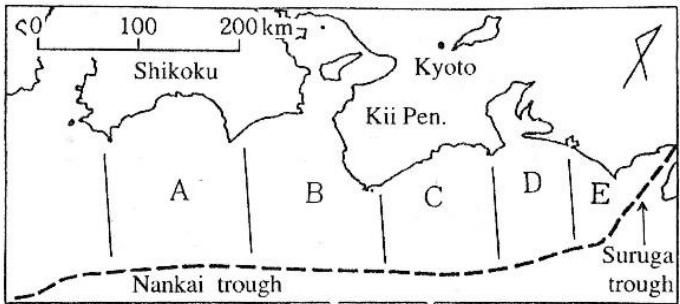 0 100 200 km
Shikoku
Kyoto
Kii Pen.
A B C D E
Nankai trough
Suruga
trough